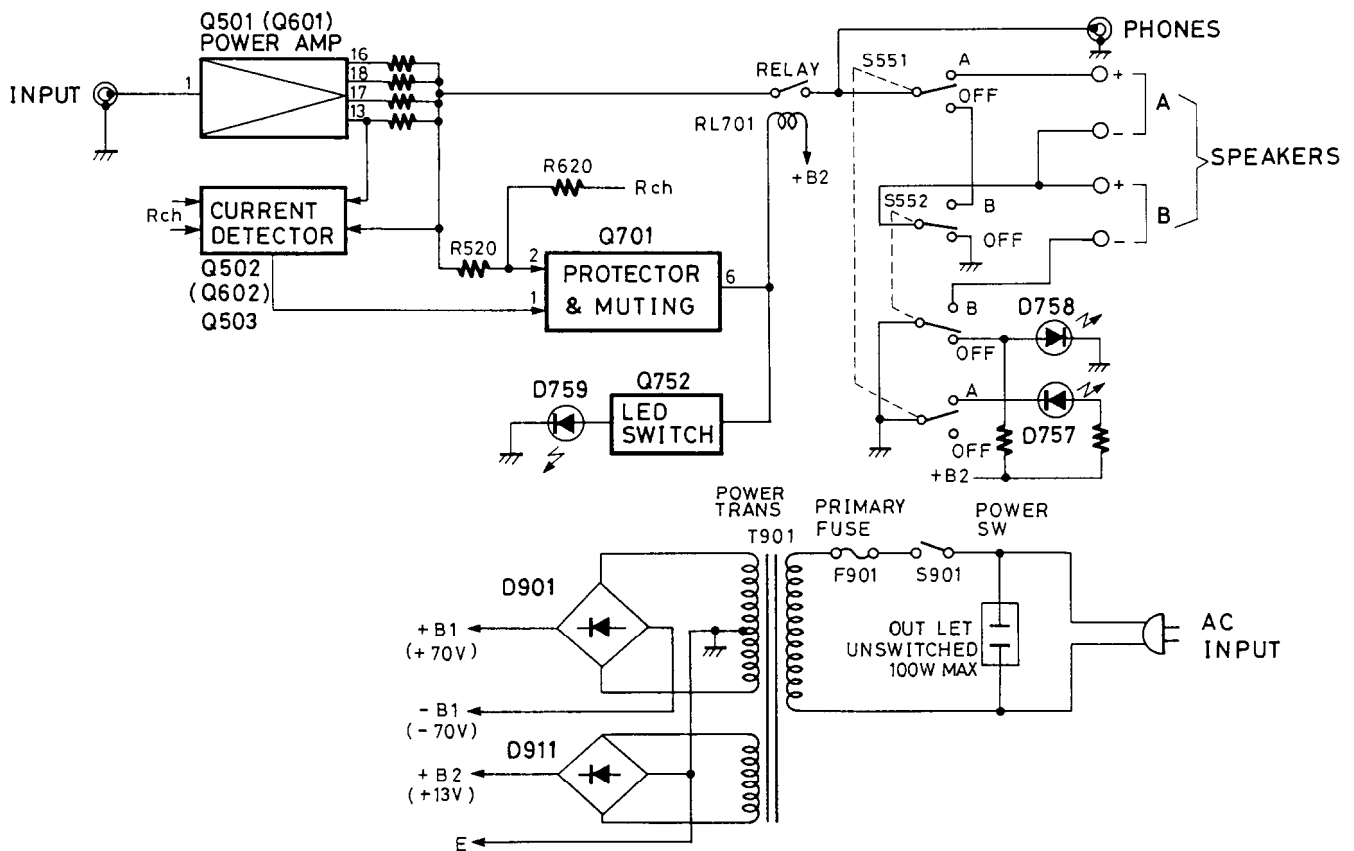 Q501 (Q601)
POWER AMP
16
18
17
13
1
INPUT
PHONES
RELAY
S551
A
OFF
RL701
+B2
+
A
-
SPEAKERS
+
B
-
R620
Rch
Rch
CURRENT
DETECTOR
Q502
(Q602)
Q503
R520
Q701
2
1
PROTECTOR
& MUTING
6
S552
B
OFF
B
OFF
D758
A
OFF
D757
+B2
D759
Q752
LED
SWITCH
POWER
TRANS
T901
PRIMARY
FUSE
F901
POWER
SW
S901
D901
+B1
(+70V)
-B1
(-70V)
D911
+B2
(+13V)
E
OUT LET
UNSWITCHED
100W MAX
AC
INPUT